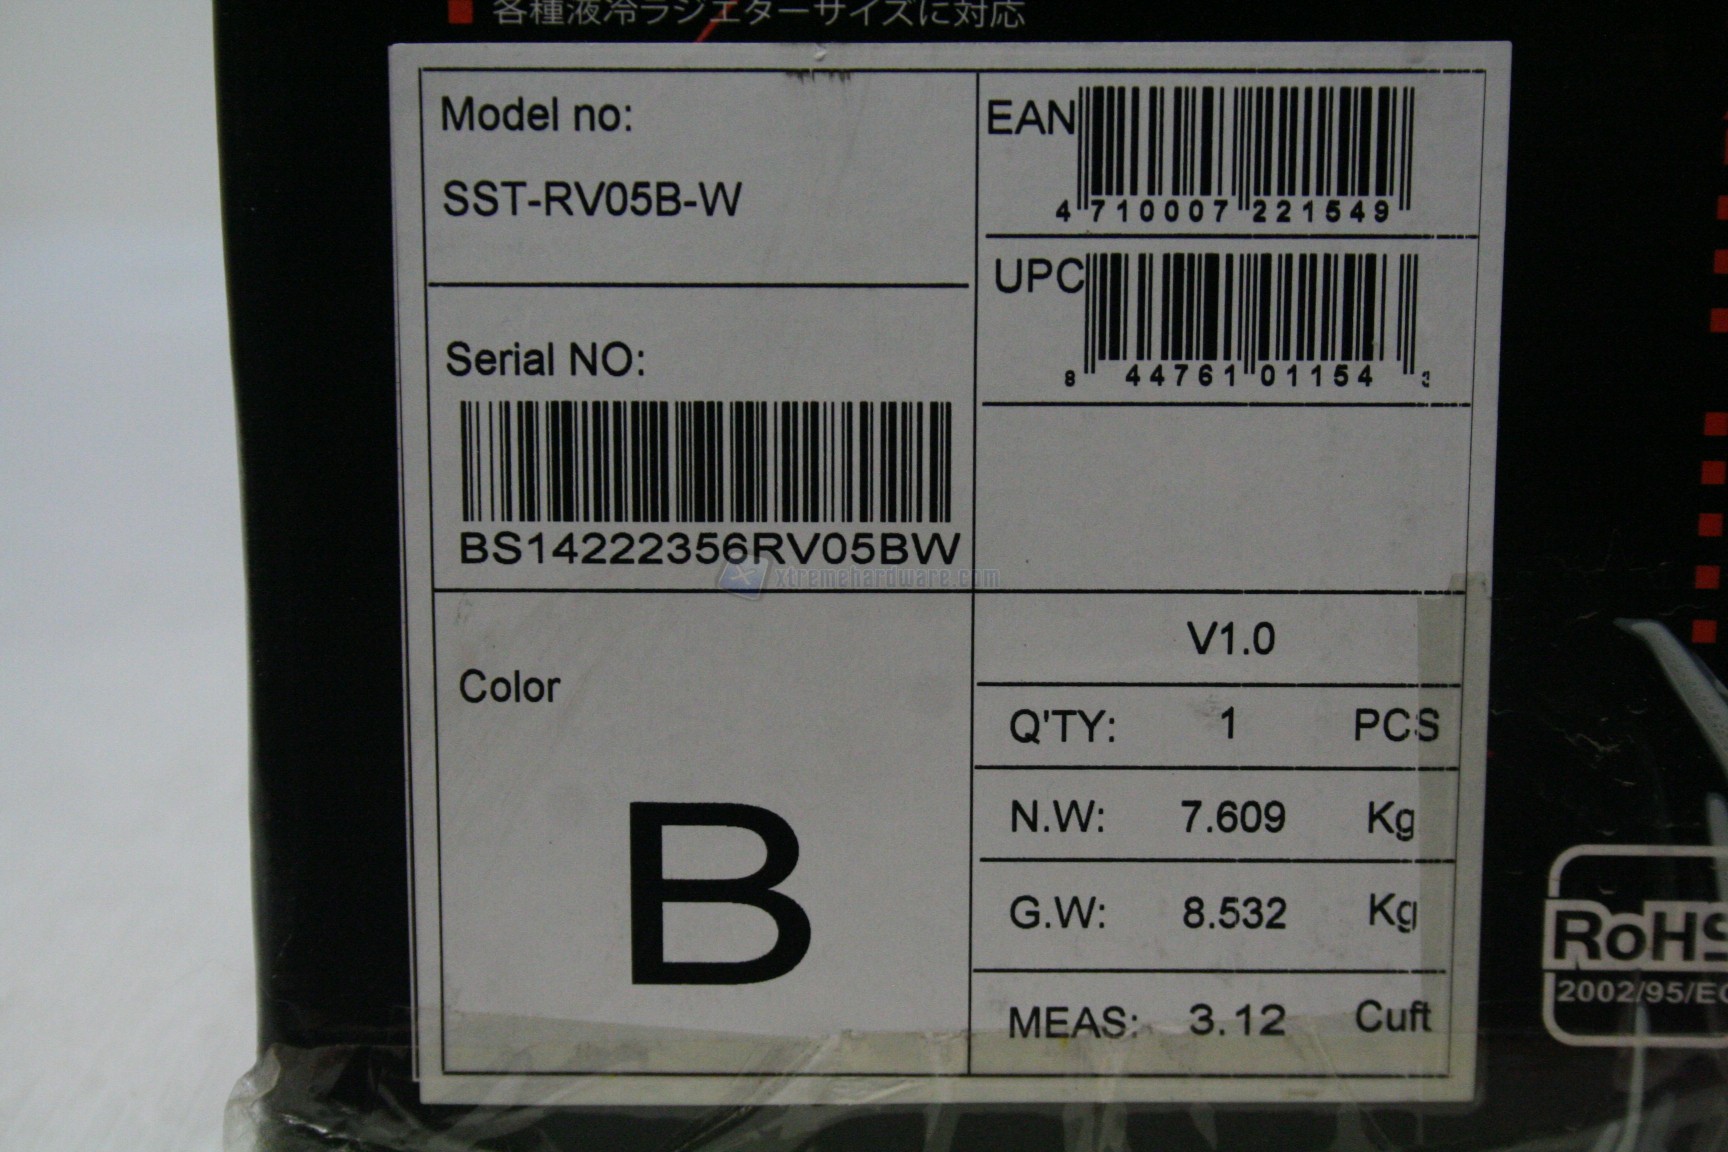 各種液冷ラジエターサイズに対応
Model no:
SST-RV05B-W
EAN
4 710007 221549
UPC
8 44761 01154 3
Serial NO:
BS14222356RV05BW
xtremehardware.com
Color
B
V1.0
Q'TY: 1 PCS
N.W: 7.609 Kg
G.W: 8.532 Kg
MEAS: 3.12 Cuft
RoHS
2002/95/EC